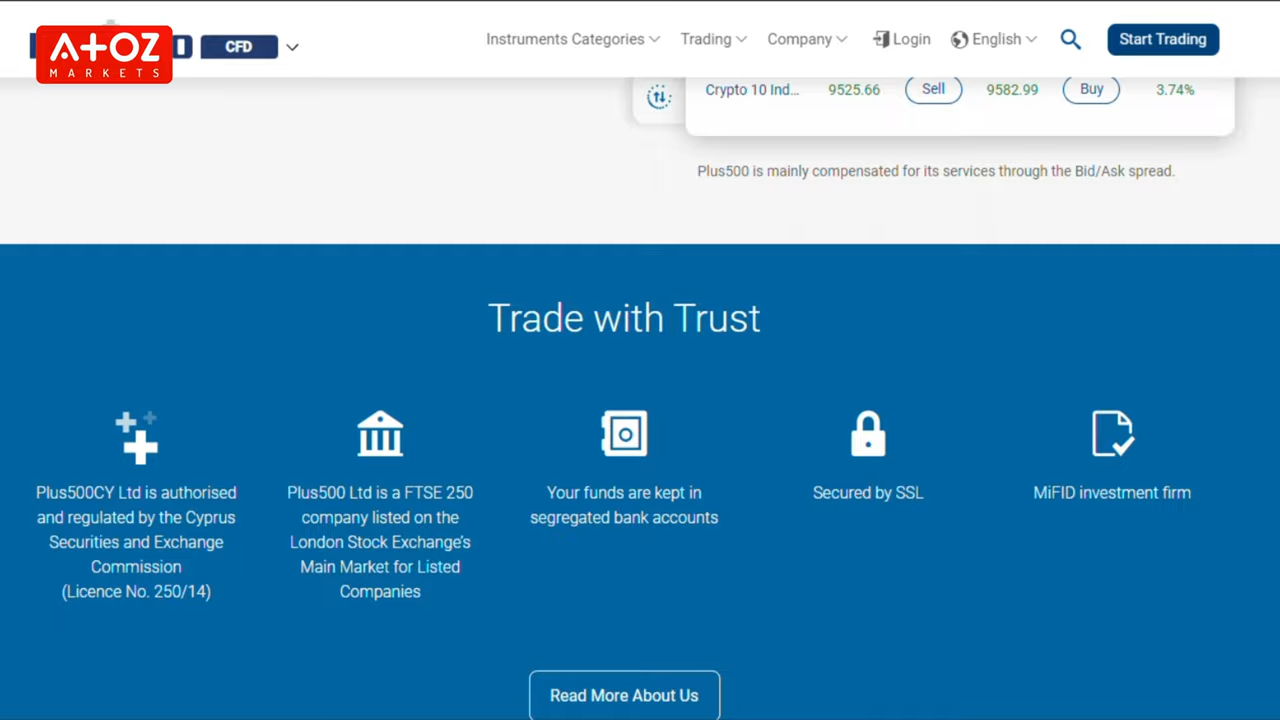 A+OZ
MARKETS
CFD
Instruments Categories Trading Company Login English Start Trading
Crypto 10 Ind... 9525.66 Sell 9582.99 Buy 3.74%
Plus500 is mainly compensated for its services through the Bid/Ask spread.
Trade with Trust
Plus500CY Ltd is authorised
and regulated by the Cyprus
Securities and Exchange
Commission
(Licence No. 250/14)
Plus500 Ltd is a FTSE 250
company listed on the
London Stock Exchange's
Main Market for Listed
Companies
Your funds are kept in
segregated bank accounts
Secured by SSL
MiFID investment firm
Read More About Us